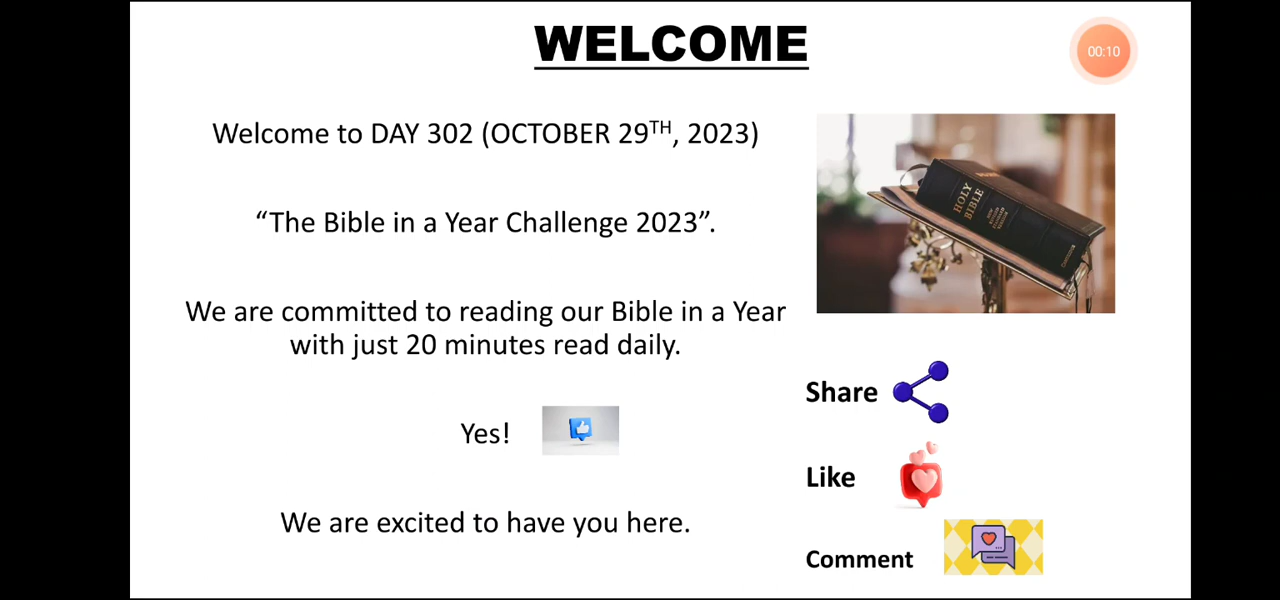 WELCOME
00:10
Welcome to DAY 302 (OCTOBER 29TH, 2023)
“The Bible in a Year Challenge 2023”.
We are committed to reading our Bible in a Year
with just 20 minutes read daily.
Yes!
We are excited to have you here.
HOLY
BIBLE
Share
Like
Comment